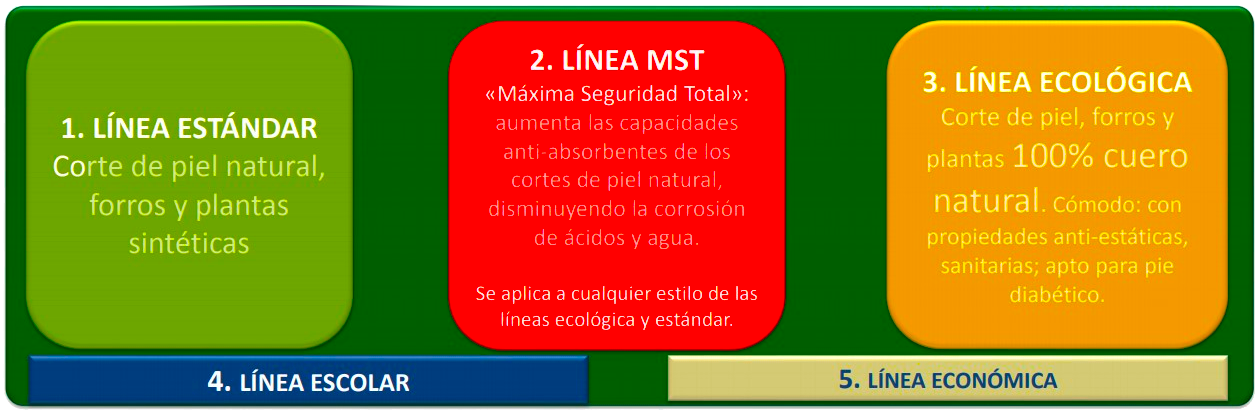 1. LÍNEA ESTÁNDAR
Corte de piel natural,
forros y plantas
sintéticas
2. LÍNEA MST
«Máxima Seguridad Total»:
aumenta las capacidades
anti-absorbentes de los
cortes de piel natural,
disminuyendo la corrosión
de ácidos y agua.
Se aplica a cualquier estilo de las
líneas ecológica y estándar.
3. LÍNEA ECOLÓGICA
Corte de piel, forros y
plantas 100% cuero
natural. Cómodo: con
propiedades anti-estáticas,
sanitarias; apto para pie
diabético.
4. LÍNEA ESCOLAR
5. LÍNEA ECONÓMICA